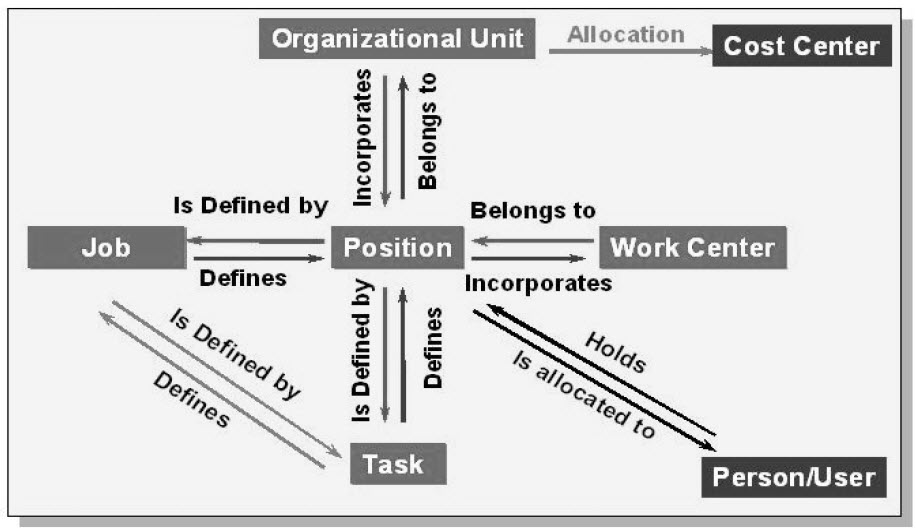 Organizational Unit
Allocation
Cost Center
Incorporates
Belongs to
Is Defined by
Belongs to
Job
Position
Work Center
Defines
Incorporates
Is Defined by
Defines
Is Defined by
Defines
Holds
Is allocated to
Task
Person/User